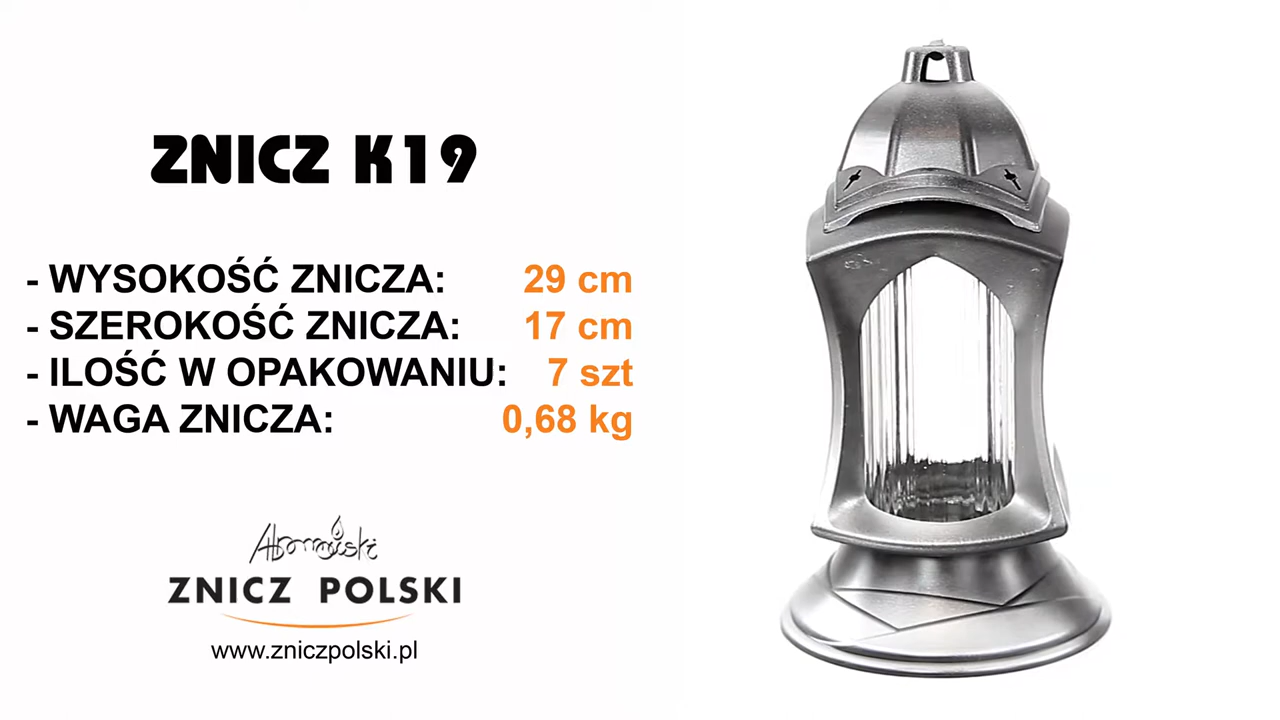 ZNICZ K19
- WYSOKOŚĆ ZNICZA: 29 cm
- SZEROKOŚĆ ZNICZA: 17 cm
- ILOŚĆ W OPAKOWANIU: 7 szt
- WAGA ZNICZA: 0,68 kg
ZNICZ POLSKI
www.zniczpolski.pl